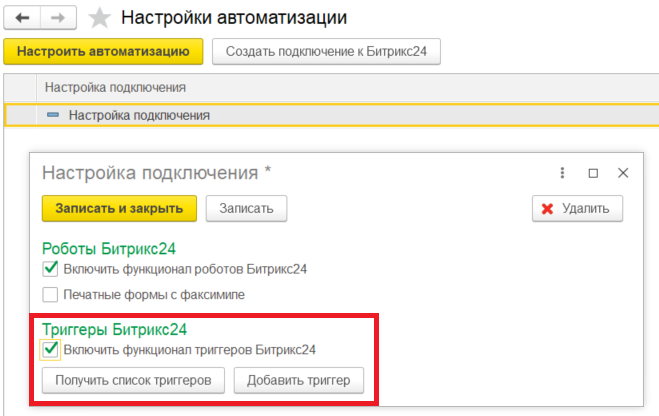 Настройки автоматизации
Настроить автоматизацию Создать подключение к Битрикс24
Настройка подключения
Настройка подключения
Настройка подключения *
Записать и закрыть Записать Удалить
Роботы Битрикс24
Включить функционал роботов Битрикс24
Печатные формы с факсимиле
Триггеры Битрикс24
Включить функционал триггеров Битрикс24
Получить список триггеров Добавить триггер